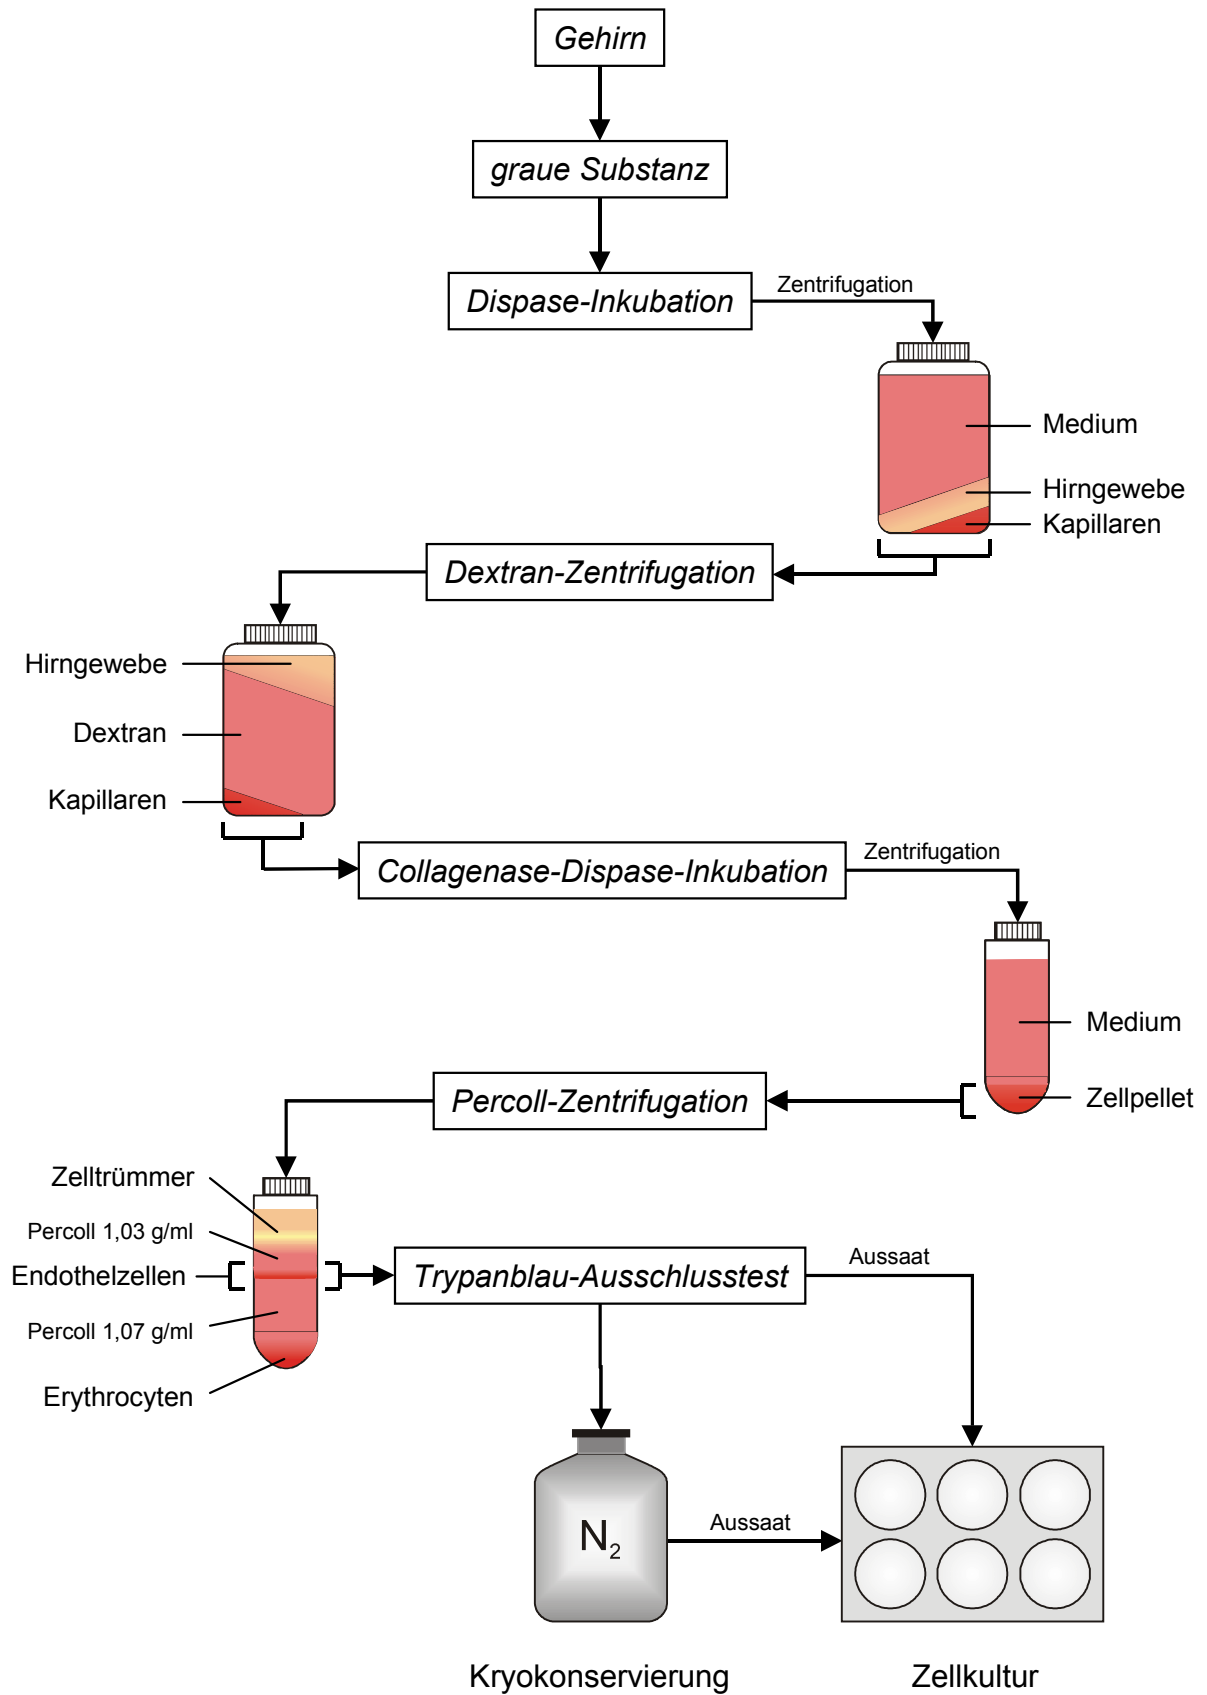 Gehirn
graue Substanz
Dispase-Inkubation
Zentrifugation
Medium
Hirngewebe
Kapillaren
Dextran-Zentrifugation
Hirngewebe
Dextran
Kapillaren
Collagenase-Dispase-Inkubation
Zentrifugation
Medium
Zellpellet
Percoll-Zentrifugation
Zelltrümmer
Percoll 1,03 g/ml
Endothelzellen
Percoll 1,07 g/ml
Erythrocyten
Trypanblau-Ausschlusstest
Aussaat
N2
Aussaat
Kryokonservierung
Zellkultur